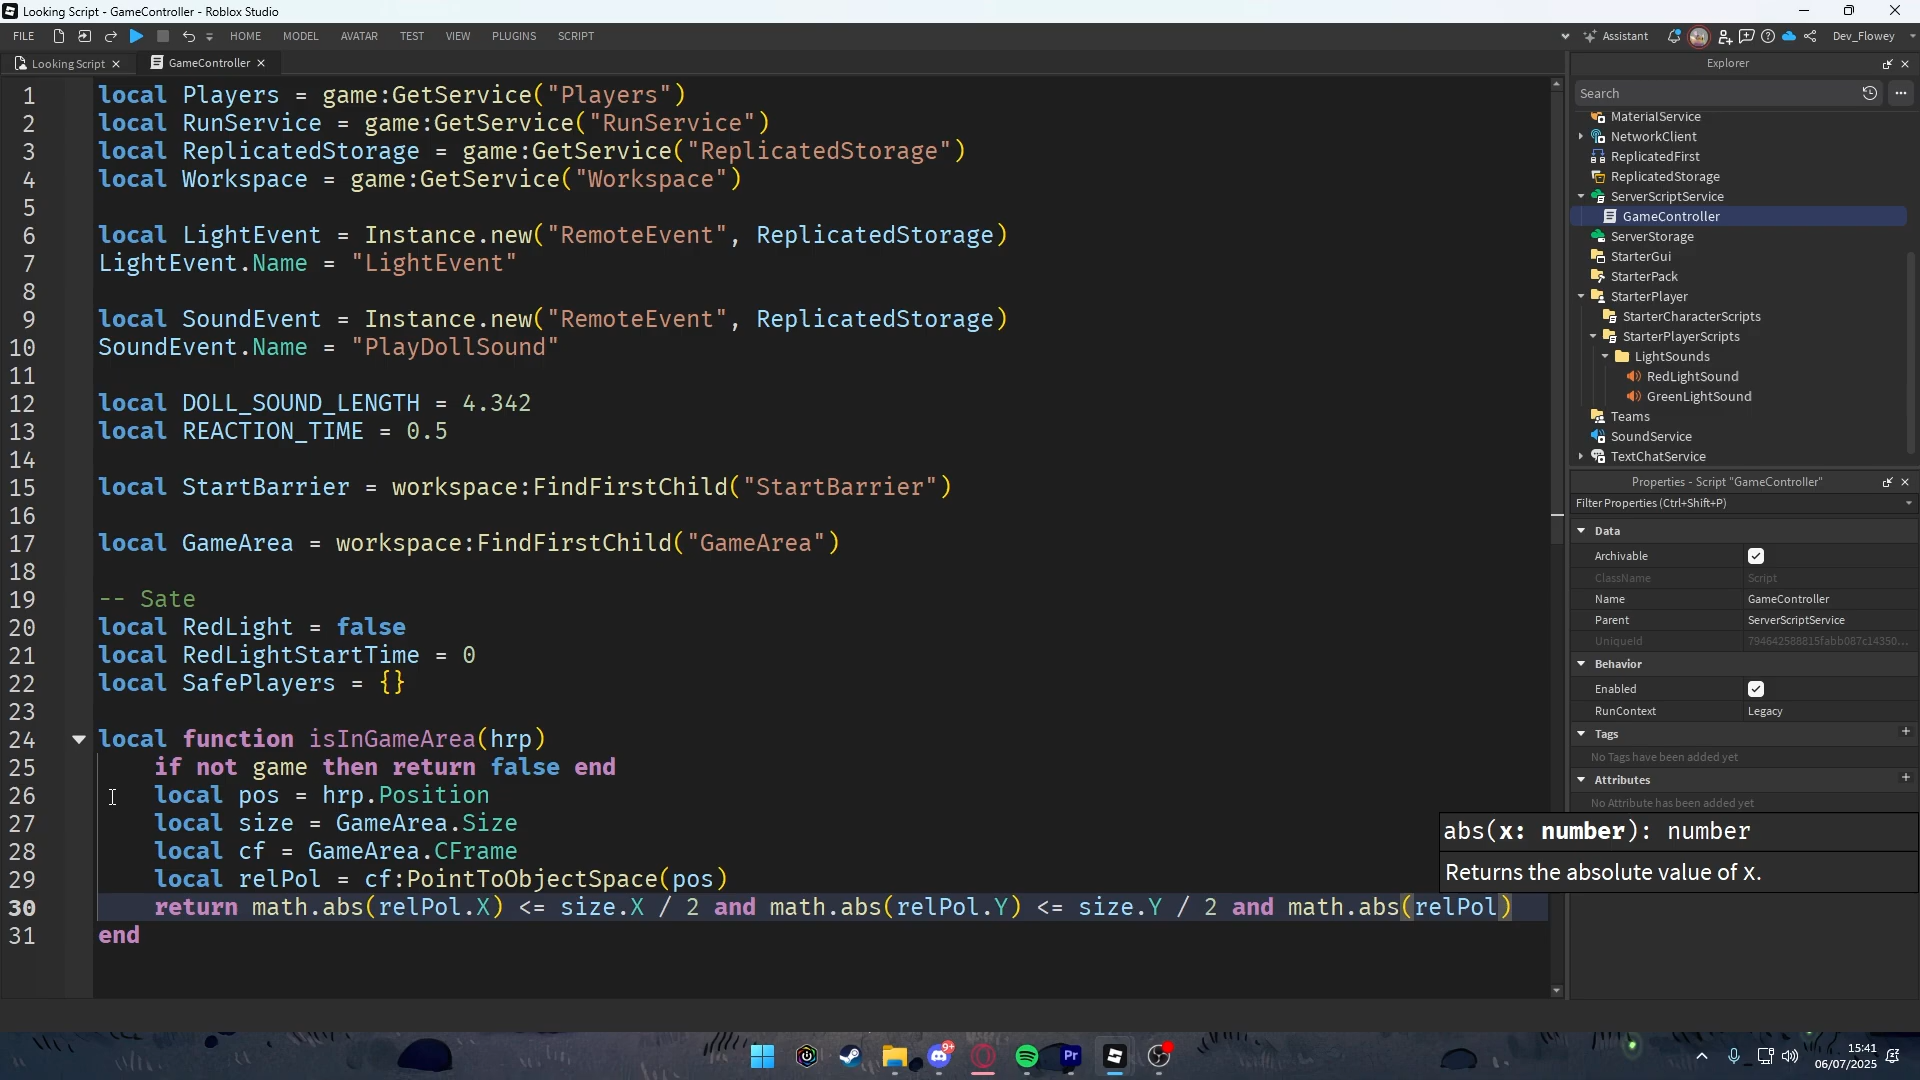 Looking Script - GameController - Roblox Studio
FILE HOME MODEL AVATAR TEST VIEW PLUGINS SCRIPT Assistant Dev_Flowey
Looking Script GameController
1 local Players = game:GetService("Players")
2 local RunService = game:GetService("RunService")
3 local ReplicatedStorage = game:GetService("ReplicatedStorage")
4 local Workspace = game:GetService("Workspace")
5
6 local LightEvent = Instance.new("RemoteEvent", ReplicatedStorage)
7 LightEvent.Name = "LightEvent"
8
9 local SoundEvent = Instance.new("RemoteEvent", ReplicatedStorage)
10 SoundEvent.Name = "PlayDollSound"
11
12 local DOLL_SOUND_LENGTH = 4.342
13 local REACTION_TIME = 0.5
14
15 local StartBarrier = workspace:FindFirstChild("StartBarrier")
16
17 local GameArea = workspace:FindFirstChild("GameArea")
18
19 -- Sate
20 local RedLight = false
21 local RedLightStartTime = 0
22 local SafePlayers = {}
23
24 local function isInGameArea(hrp)
25 if not game then return false end
26 local pos = hrp.Position
27 local size = GameArea.Size
28 local cf = GameArea.CFrame
29 local relPol = cf:PointToObjectSpace(pos)
30 return math.abs(relPol.X) <= size.X / 2 and math.abs(relPol.Y) <= size.Y / 2 and math.abs(relPol)
31 end
abs(x: number): number
Returns the absolute value of x.
Explorer
Search
MaterialService
NetworkClient
ReplicatedFirst
ReplicatedStorage
ServerScriptService
GameController
ServerStorage
StarterGui
StarterPack
StarterPlayer
StarterCharacterScripts
StarterPlayerScripts
LightSounds
RedLightSound
GreenLightSound
Teams
SoundService
TextChatService
Properties - Script "GameController"
Filter Properties (Ctrl+Shift+P)
Data
Archivable
ClassName Script
Name GameController
Parent ServerScriptService
UniqueId 794642588815fabb087c14350...
Behavior
Enabled
RunContext Legacy
Tags
No Tags have been added yet
Attributes
No Attribute has been added yet
9+
Pr
15:41
06/07/2025